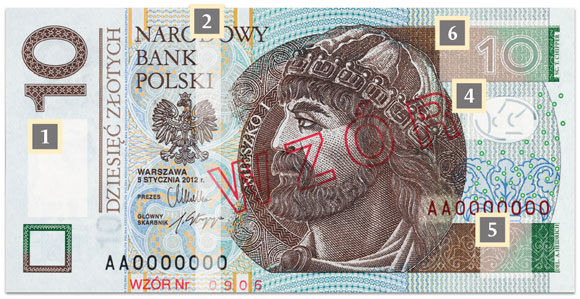 2
6
10
NARODOWY
BANK
POLSKI
10
DZIESIĘĆ ZŁOTYCH
4
1
MIESZKO I
WZÓR
WARSZAWA
5 STYCZNIA 2012 r.
PREZES
GŁÓWNY
SKARBNIK
AA0000000
5
AA0000000
WZÓR Nr 0906